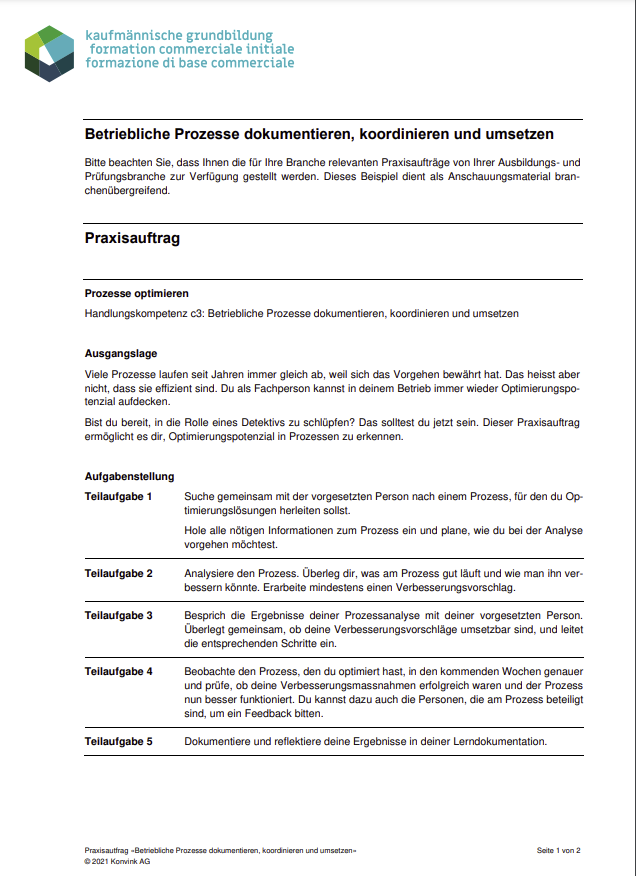 kaufmännische grundbildung
formation commerciale initiale
formazione di base commerciale
Betriebliche Prozesse dokumentieren, koordinieren und umsetzen
Bitte beachten Sie, dass Ihnen die für Ihre Branche relevanten Praxisaufträge von Ihrer Ausbildungs- und
Prüfungsbranche zur Verfügung gestellt werden. Dieses Beispiel dient als Anschauungsmaterial bran-
chenübergreifend.
Praxisauftrag
Prozesse optimieren
Handlungskompetenz c3: Betriebliche Prozesse dokumentieren, koordinieren und umsetzen
Ausgangslage
Viele Prozesse laufen seit Jahren immer gleich ab, weil sich das Vorgehen bewährt hat. Das heisst aber
nicht, dass sie effizient sind. Du als Fachperson kannst in deinem Betrieb immer wieder Optimierungspo-
tenzial aufdecken.
Bist du bereit, in die Rolle eines Detektivs zu schlüpfen? Das solltest du jetzt sein. Dieser Praxisauftrag
ermöglicht es dir, Optimierungspotenzial in Prozessen zu erkennen.
Aufgabenstellung
Teilaufgabe 1 Suche gemeinsam mit der vorgesetzten Person nach einem Prozess, für den du Op-
timierungslösungen herleiten sollst.
Hole alle nötigen Informationen zum Prozess ein und plane, wie du bei der Analyse
vorgehen möchtest.
Teilaufgabe 2 Analysiere den Prozess. Überleg dir, was am Prozess gut läuft und wie man ihn ver-
bessern könnte. Erarbeite mindestens einen Verbesserungsvorschlag.
Teilaufgabe 3 Besprich die Ergebnisse deiner Prozessanalyse mit deiner vorgesetzten Person.
Überlegt gemeinsam, ob deine Verbesserungsvorschläge umsetzbar sind, und leitet
die entsprechenden Schritte ein.
Teilaufgabe 4 Beobachte den Prozess, den du optimiert hast, in den kommenden Wochen genauer
und prüfe, ob deine Verbesserungsmassnahmen erfolgreich waren und der Prozess
nun besser funktioniert. Du kannst dazu auch die Personen, die am Prozess beteiligt
sind, um ein Feedback bitten.
Teilaufgabe 5 Dokumentiere und reflektiere deine Ergebnisse in deiner Lerndokumentation.
Praxisauftrag «Betriebliche Prozesse dokumentieren, koordinieren und umsetzen» Seite 1 von 2
© 2021 Konvink AG